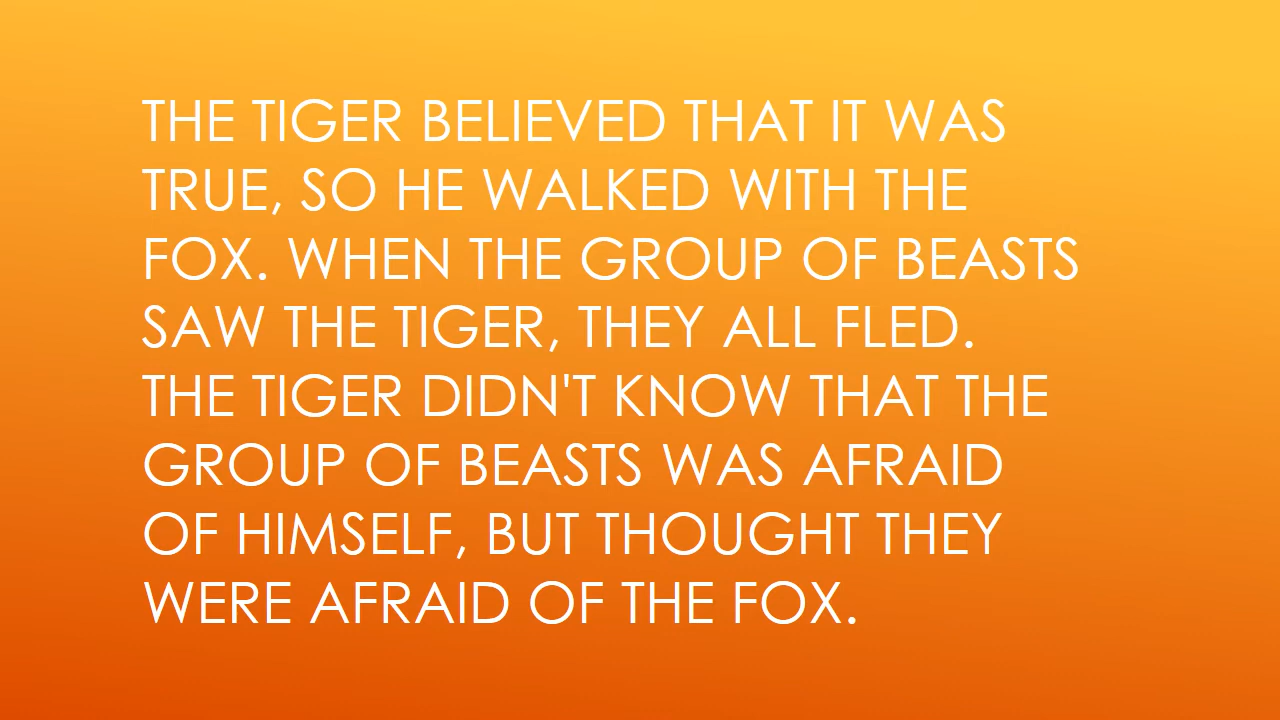 THE TIGER BELIEVED THAT IT WAS
TRUE, SO HE WALKED WITH THE
FOX. WHEN THE GROUP OF BEASTS
SAW THE TIGER, THEY ALL FLED.
THE TIGER DIDN'T KNOW THAT THE
GROUP OF BEASTS WAS AFRAID
OF HIMSELF, BUT THOUGHT THEY
WERE AFRAID OF THE FOX.